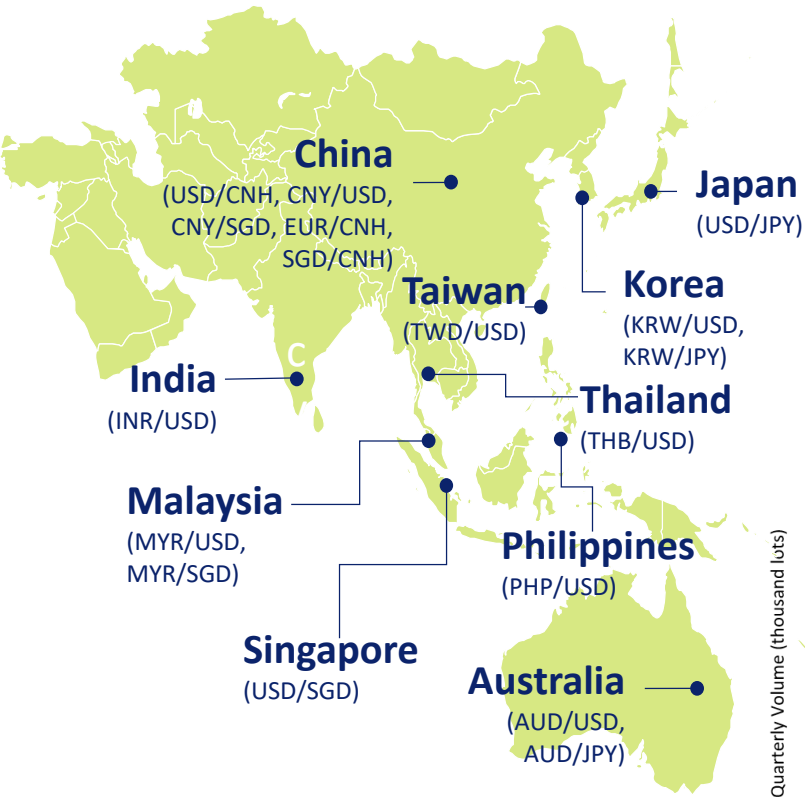 China
(USD/CNH, CNY/USD,
CNY/SGD, EUR/CNH,
SGD/CNH)
Japan
(USD/JPY)
Taiwan
(TWD/USD)
Korea
(KRW/USD,
KRW/JPY)
C
India
(INR/USD)
Thailand
(THB/USD)
Malaysia
(MYR/USD,
MYR/SGD)
Philippines
(PHP/USD)
Singapore
(USD/SGD)
Australia
(AUD/USD,
AUD/JPY)
Quarterly Volume (thousand lots)